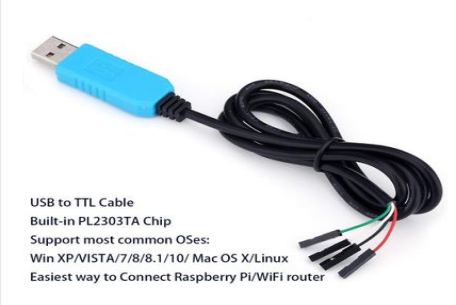 USB to TTL Cable
Built-in PL2303TA Chip
Support most common OSes:
Win XP/VISTA/7/8/8.1/10/ Mac OS X/Linux
Easiest way to Connect Raspberry Pi/WiFi router